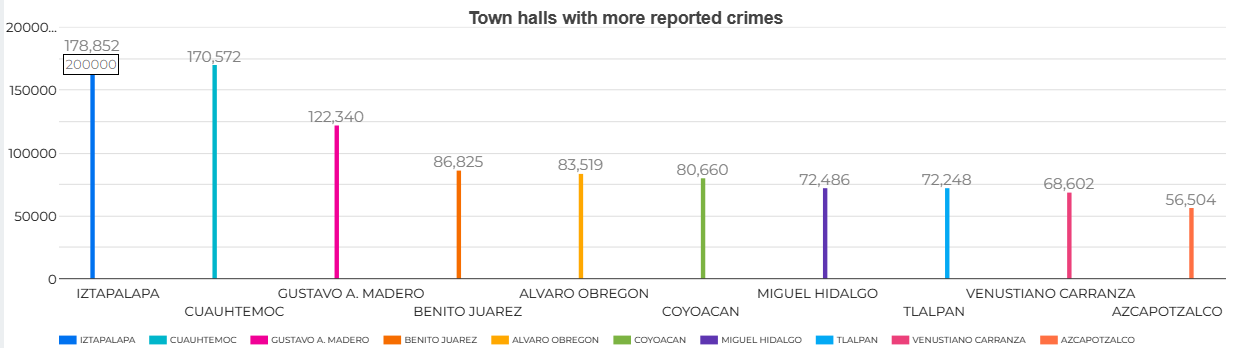 Town halls with more reported crimes
20000...
178,852
200000
170,572
150000
122,340
100000
86,825
83,519
80,660
72,486
72,248
68,602
56,504
50000
0
IZTAPALAPA
CUAUHTEMOC
GUSTAVO A. MADERO
BENITO JUAREZ
ALVARO OBREGON
COYOACAN
MIGUEL HIDALGO
TLALPAN
VENUSTIANO CARRANZA
AZCAPOTZALCO
IZTAPALAPA CUAUHTEMOC GUSTAVO A. MADERO BENITO JUAREZ ALVARO OBREGON COYOACAN MIGUEL HIDALGO TLALPAN VENUSTIANO CARRANZA AZCAPOTZALCO